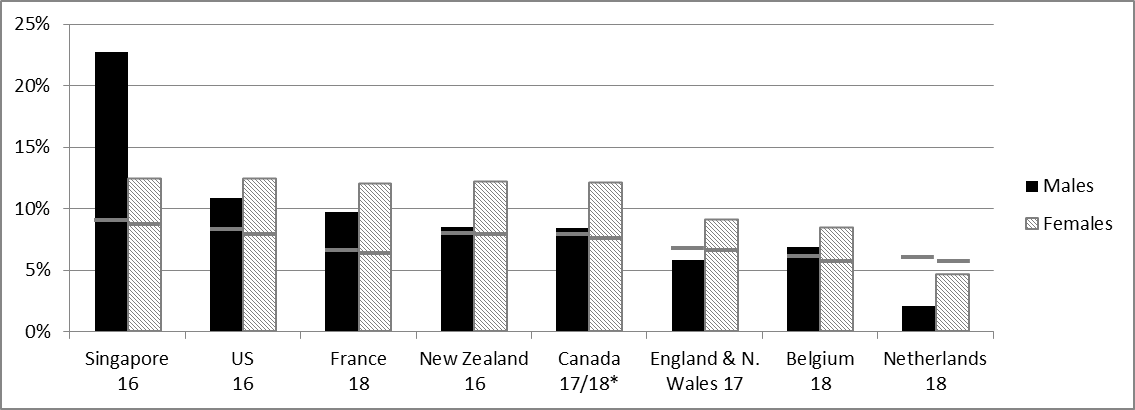 25%
20%
15%
10%
5%
0%
Singapore
16
US
16
France
18
New Zealand
16
Canada
17/18*
England & N.
Wales 17
Belgium
18
Netherlands
18
Males
Females